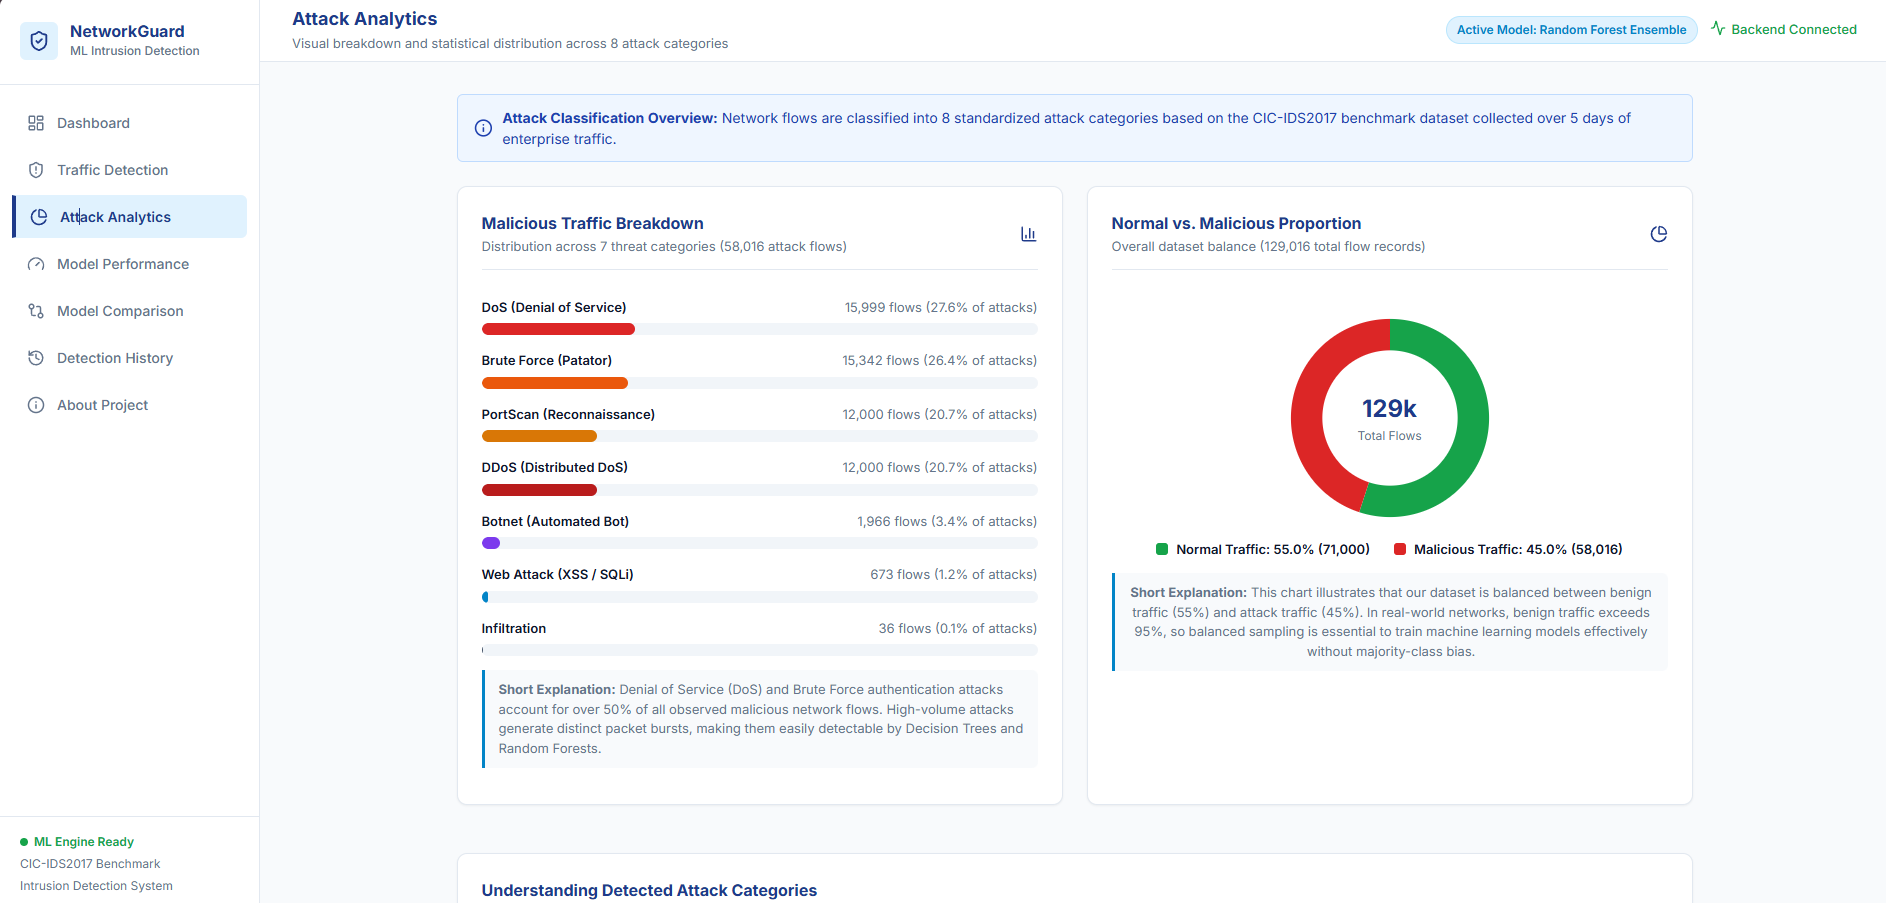 NetworkGuard
ML Intrusion Detection
Dashboard
Traffic Detection
Attack Analytics
Model Performance
Model Comparison
Detection History
About Project
ML Engine Ready
CIC-IDS2017 Benchmark
Intrusion Detection System
Attack Analytics
Visual breakdown and statistical distribution across 8 attack categories
Active Model: Random Forest Ensemble
Backend Connected
Attack Classification Overview: Network flows are classified into 8 standardized attack categories based on the CIC-IDS2017 benchmark dataset collected over 5 days of
enterprise traffic.
Malicious Traffic Breakdown
Distribution across 7 threat categories (58,016 attack flows)
DoS (Denial of Service) 15,999 flows (27.6% of attacks)
Brute Force (Patator) 15,342 flows (26.4% of attacks)
PortScan (Reconnaissance) 12,000 flows (20.7% of attacks)
DDoS (Distributed DoS) 12,000 flows (20.7% of attacks)
Botnet (Automated Bot) 1,966 flows (3.4% of attacks)
Web Attack (XSS / SQLi) 673 flows (1.2% of attacks)
Infiltration 36 flows (0.1% of attacks)
Short Explanation: Denial of Service (DoS) and Brute Force authentication attacks
account for over 50% of all observed malicious network flows. High-volume attacks
generate distinct packet bursts, making them easily detectable by Decision Trees and
Random Forests.
Normal vs. Malicious Proportion
Overall dataset balance (129,016 total flow records)
129k
Total Flows
Normal Traffic: 55.0% (71,000) Malicious Traffic: 45.0% (58,016)
Short Explanation: This chart illustrates that our dataset is balanced between benign
traffic (55%) and attack traffic (45%). In real-world networks, benign traffic exceeds
95%, so balanced sampling is essential to train machine learning models effectively
without majority-class bias.
Understanding Detected Attack Categories